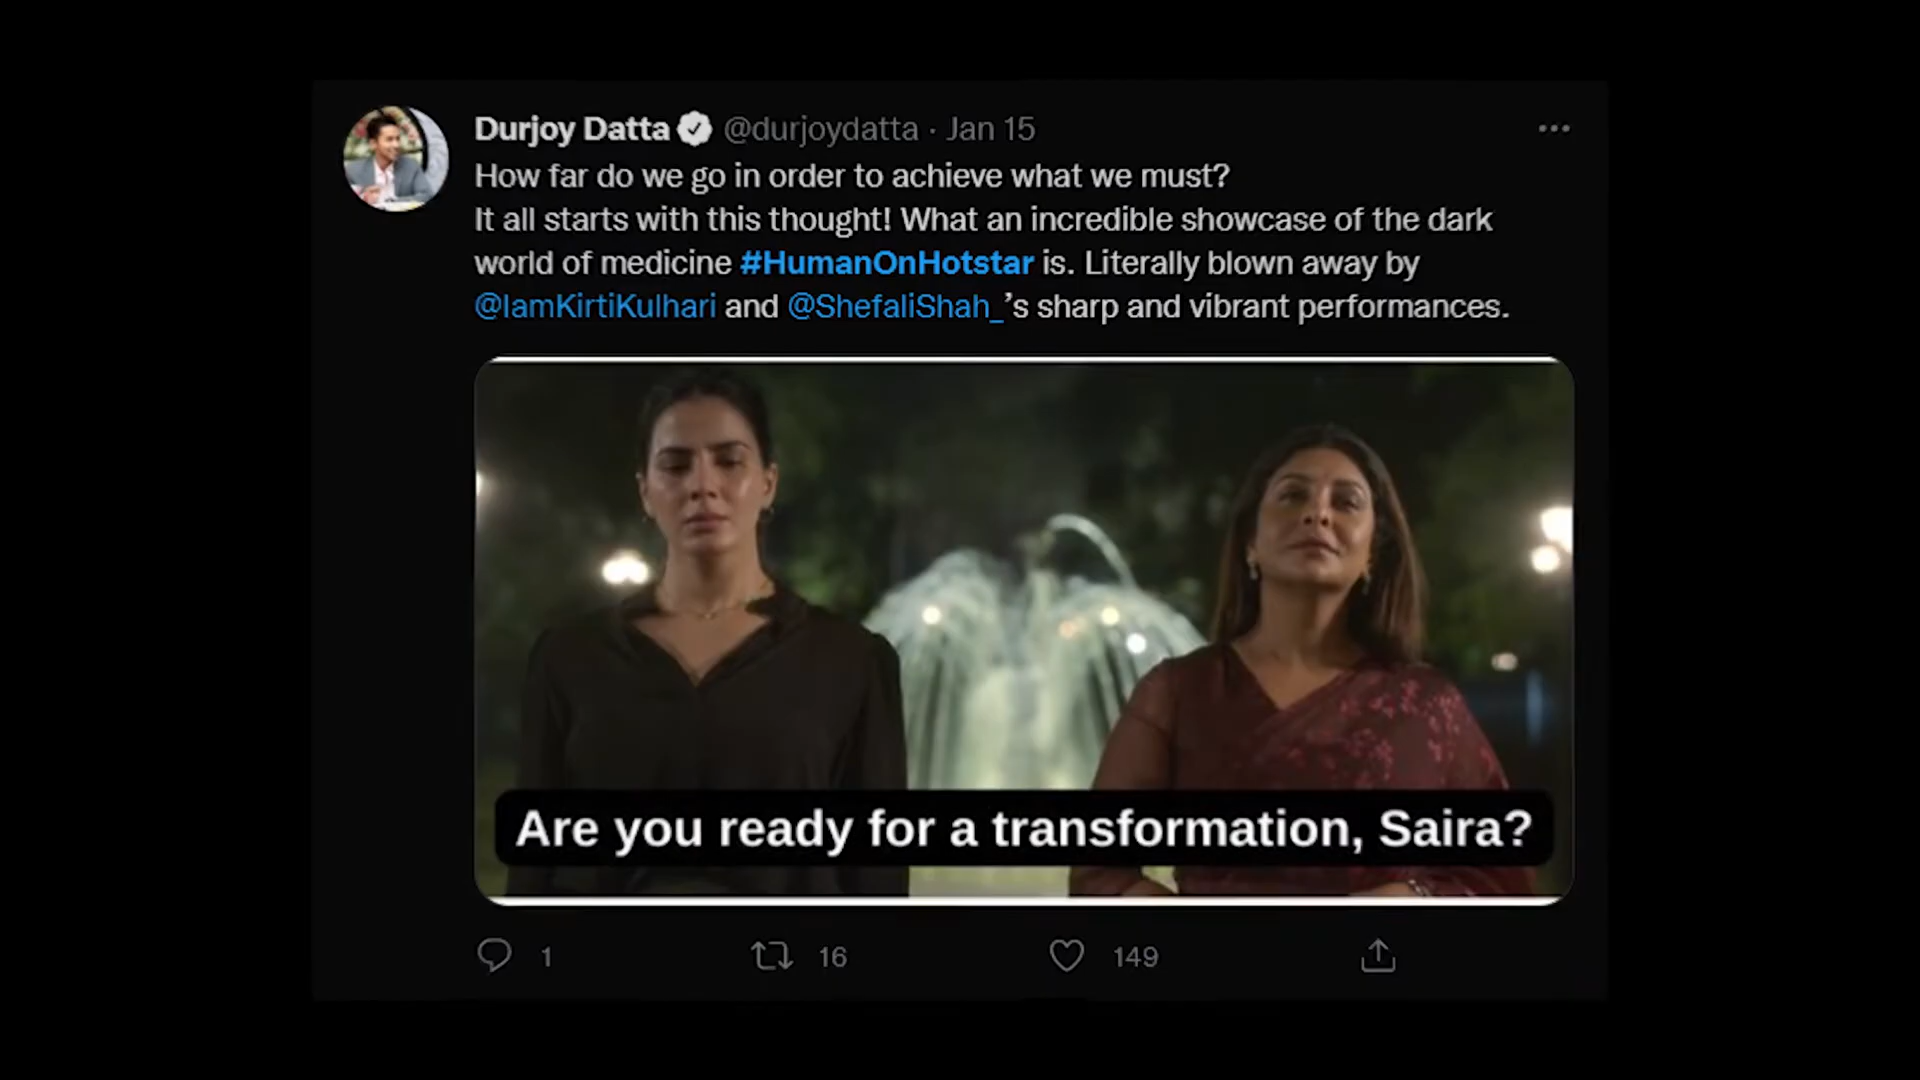 Durjoy Datta @durjoydatta · Jan 15
How far do we go in order to achieve what we must?
It all starts with this thought! What an incredible showcase of the dark
world of medicine #HumanOnHotstar is. Literally blown away by
@IamKirtiKulhari and @ShefaliShah_’s sharp and vibrant performances.
Are you ready for a transformation, Saira?
1 16 149